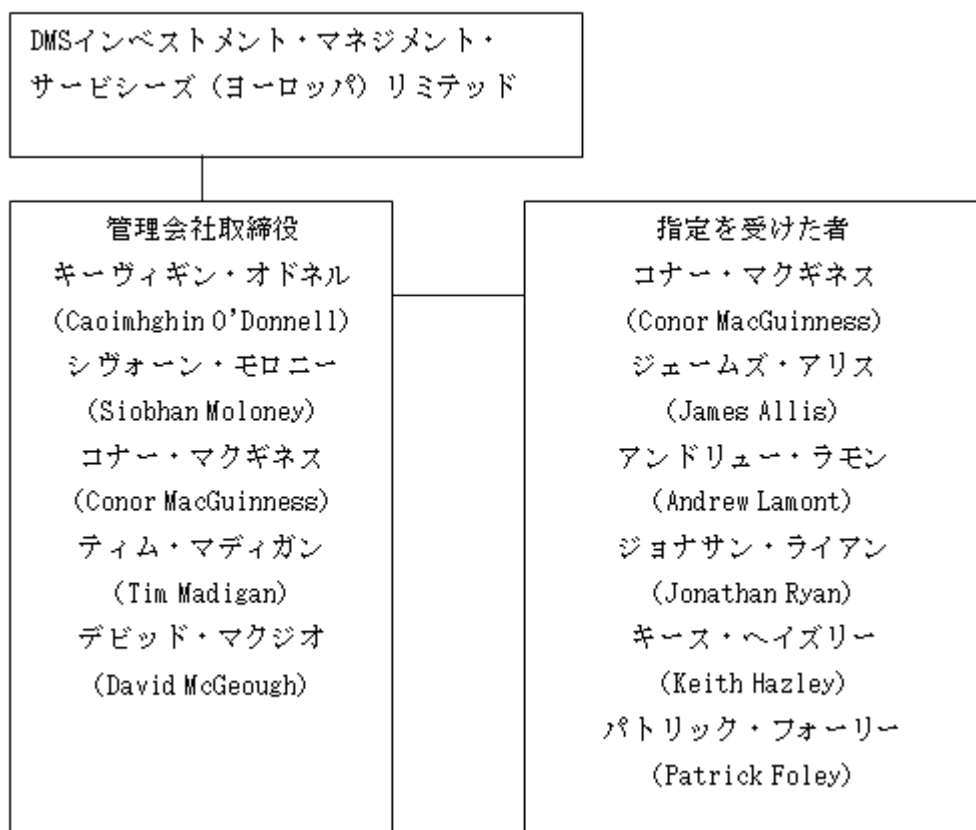 DMSインベストメント・マネジメント・
サービシーズ（ヨーロッパ）リミテッド
管理会社取締役
キーヴィギン・オドネル
(Caoimhghin O'Donnell)
シヴォーン・モロニー
(Siobhan Moloney)
コナー・マクギネス
(Conor MacGuinness)
ティム・マディガン
(Tim Madigan)
デビッド・マクジオ
(David McGeough)
指定を受けた者
コナー・マクギネス
(Conor MacGuinness)
ジェームズ・アリス
(James Allis)
アンドリュー・ラモン
(Andrew Lamont)
ジョナサン・ライアン
(Jonathan Ryan)
キース・ヘイズリー
(Keith Hazley)
パトリック・フォーリー
(Patrick Foley)